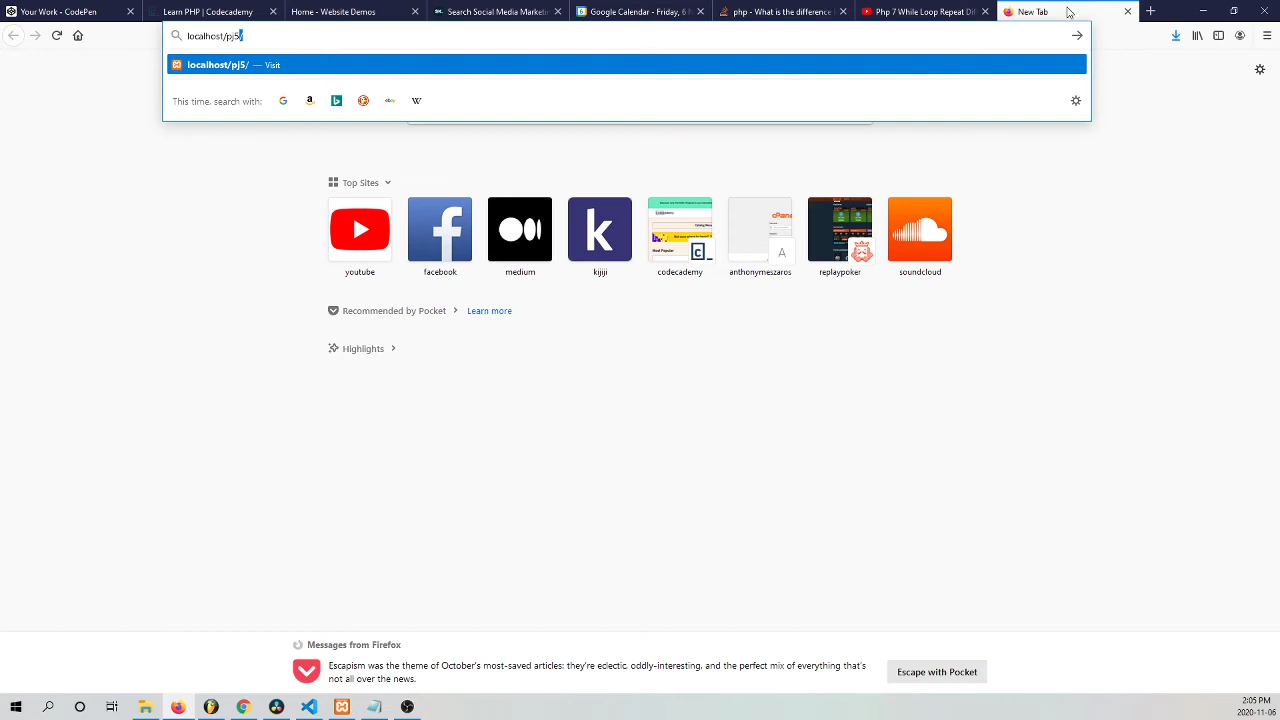 Your Work - CodePen
Learn PHP | Codecademy
Home - Website Demos
Search Social Media Marketin
Google Calendar - Friday, 6 N
php - What is the difference
Php 7 While Loop Repeat Dif
New Tab
localhost/pj5/
localhost/pj5/ — Visit
This time, search with:
Top Sites
youtube
facebook
medium
kijiji
codecademy
anthonymeszaros
replaypoker
soundcloud
Recommended by Pocket
Learn more
Highlights
Messages from Firefox
Escapism was the theme of October's most-saved articles: they're eclectic, oddly-interesting, and the perfect mix of everything that's
not all over the news.
Escape with Pocket
2:05 PM
2020-11-06